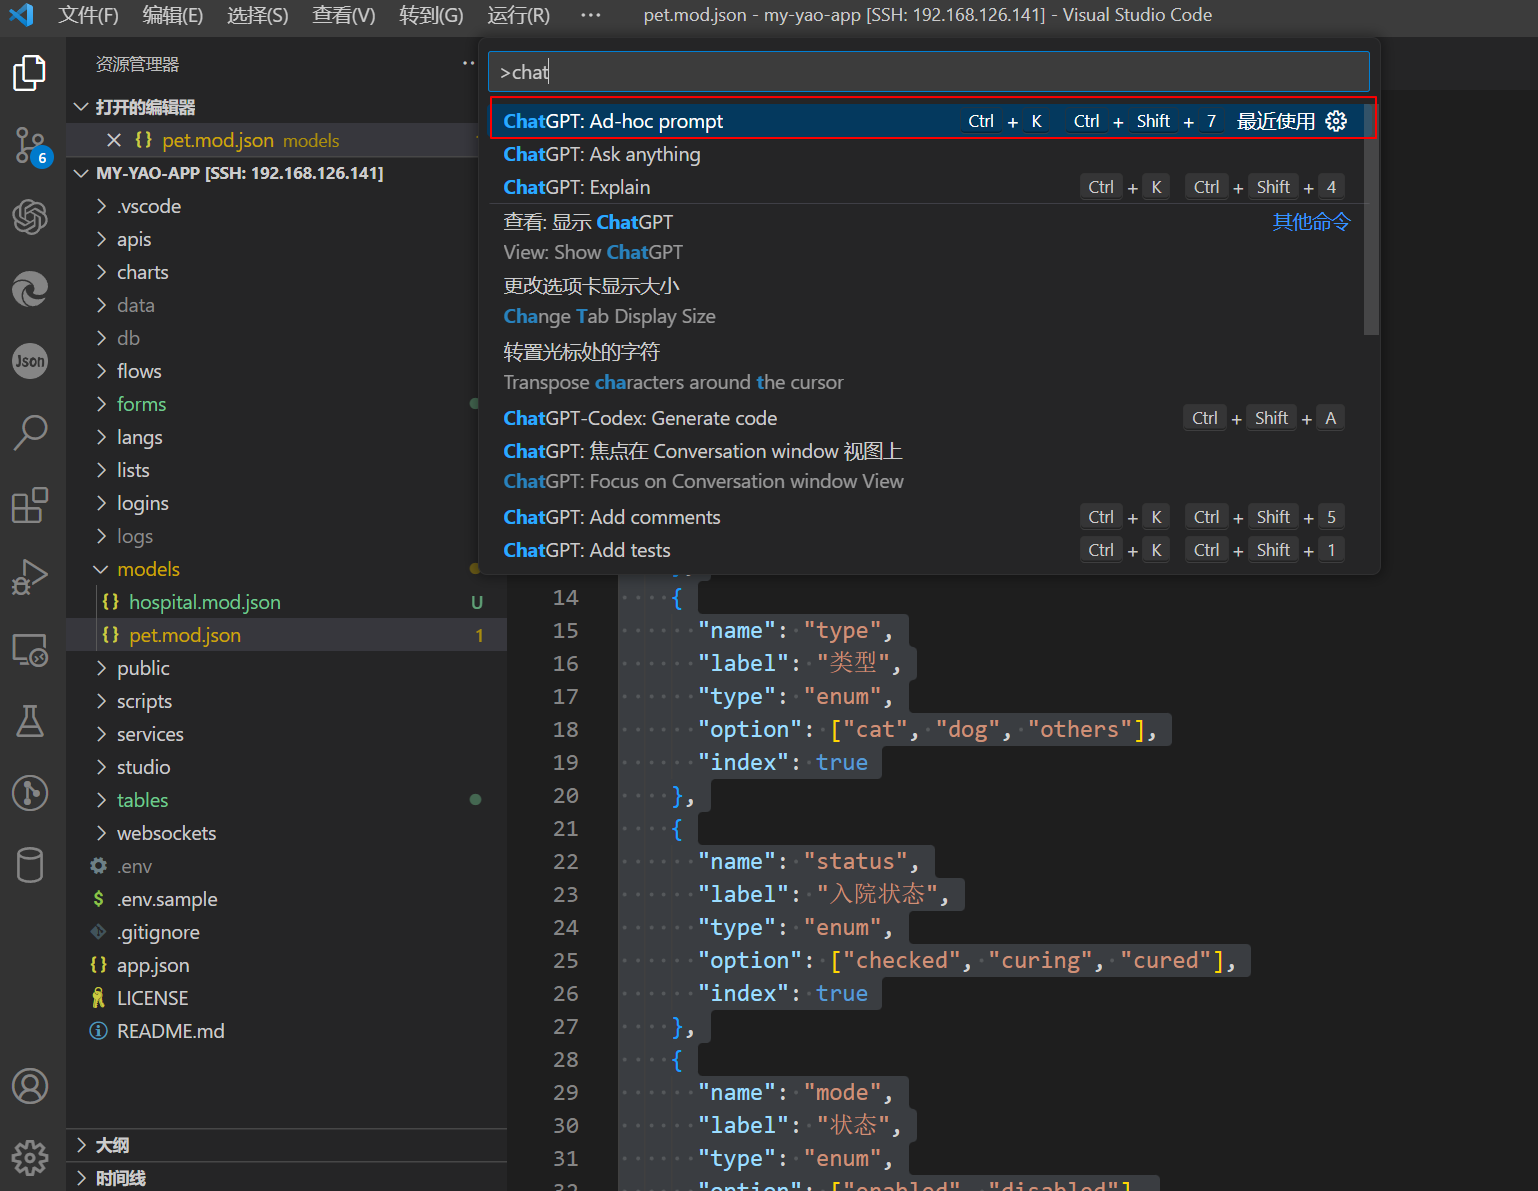 文件(F) 编辑(E) 选择(S) 查看(V) 转到(G) 运行(R) ··· pet.mod.json - my-yao-app [SSH: 192.168.126.141] - Visual Studio Code
资源管理器
打开的编辑器
{} pet.mod.json models
MY-YAO-APP [SSH: 192.168.126.141]
.vscode
apis
charts
data
db
flows
forms
langs
lists
logins
logs
models
{} hospital.mod.json U
{} pet.mod.json 1
public
scripts
services
studio
tables
websockets
.env
$ .env.sample
.gitignore
{} app.json
LICENSE
README.md
大纲
时间线
6
Json
>chat
ChatGPT: Ad-hoc prompt Ctrl + K Ctrl + Shift + 7 最近使用
ChatGPT: Ask anything
ChatGPT: Explain Ctrl + K Ctrl + Shift + 4
查看: 显示 ChatGPT 其他命令
View: Show ChatGPT
更改选项卡显示大小
Change Tab Display Size
转置光标处的字符
Transpose characters around the cursor
ChatGPT-Codex: Generate code Ctrl + Shift + A
ChatGPT: 焦点在 Conversation window 视图上
ChatGPT: Focus on Conversation window View
ChatGPT: Add comments Ctrl + K Ctrl + Shift + 5
ChatGPT: Add tests Ctrl + K Ctrl + Shift + 1
14 {
15 "name": "type",
16 "label": "类型",
17 "type": "enum",
18 "option": ["cat", "dog", "others"],
19 "index": true
20 },
21 {
22 "name": "status",
23 "label": "入院状态",
24 "type": "enum",
25 "option": ["checked", "curing", "cured"],
26 "index": true
27 },
28 {
29 "name": "mode",
30 "label": "状态",
31 "type": "enum",
32 "option": ["enabled", "disabled"]